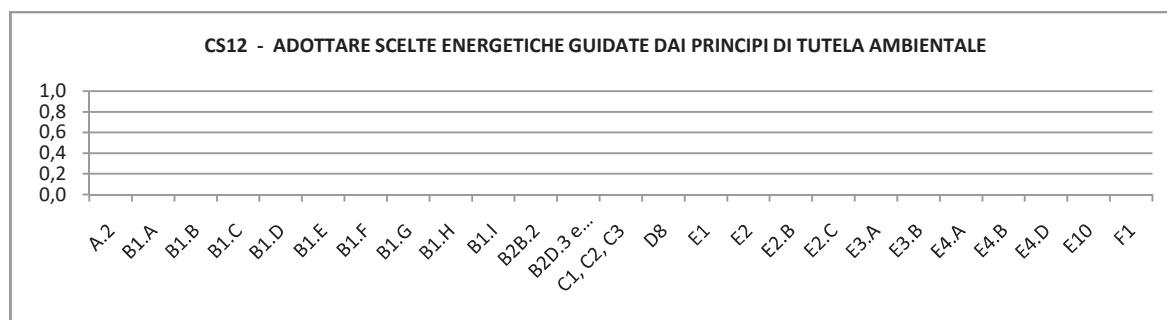 CS12 - ADOTTARE SCELTE ENERGETICHE GUIDATE DAI PRINCIPI DI TUTELA AMBIENTALE
1,0
0,8
0,6
0,4
0,2
0,0
A.2
B1.A
B1.B
B1.C
B1.D
B1.E
B1.F
B1.G
B1.H
B1.I
B2B.2
B2D.3 e...
C1, C2, C3
D8
E1
E2
E2.B
E2.C
E3.A
E3.B
E4.A
E4.B
E4.D
E10
F1